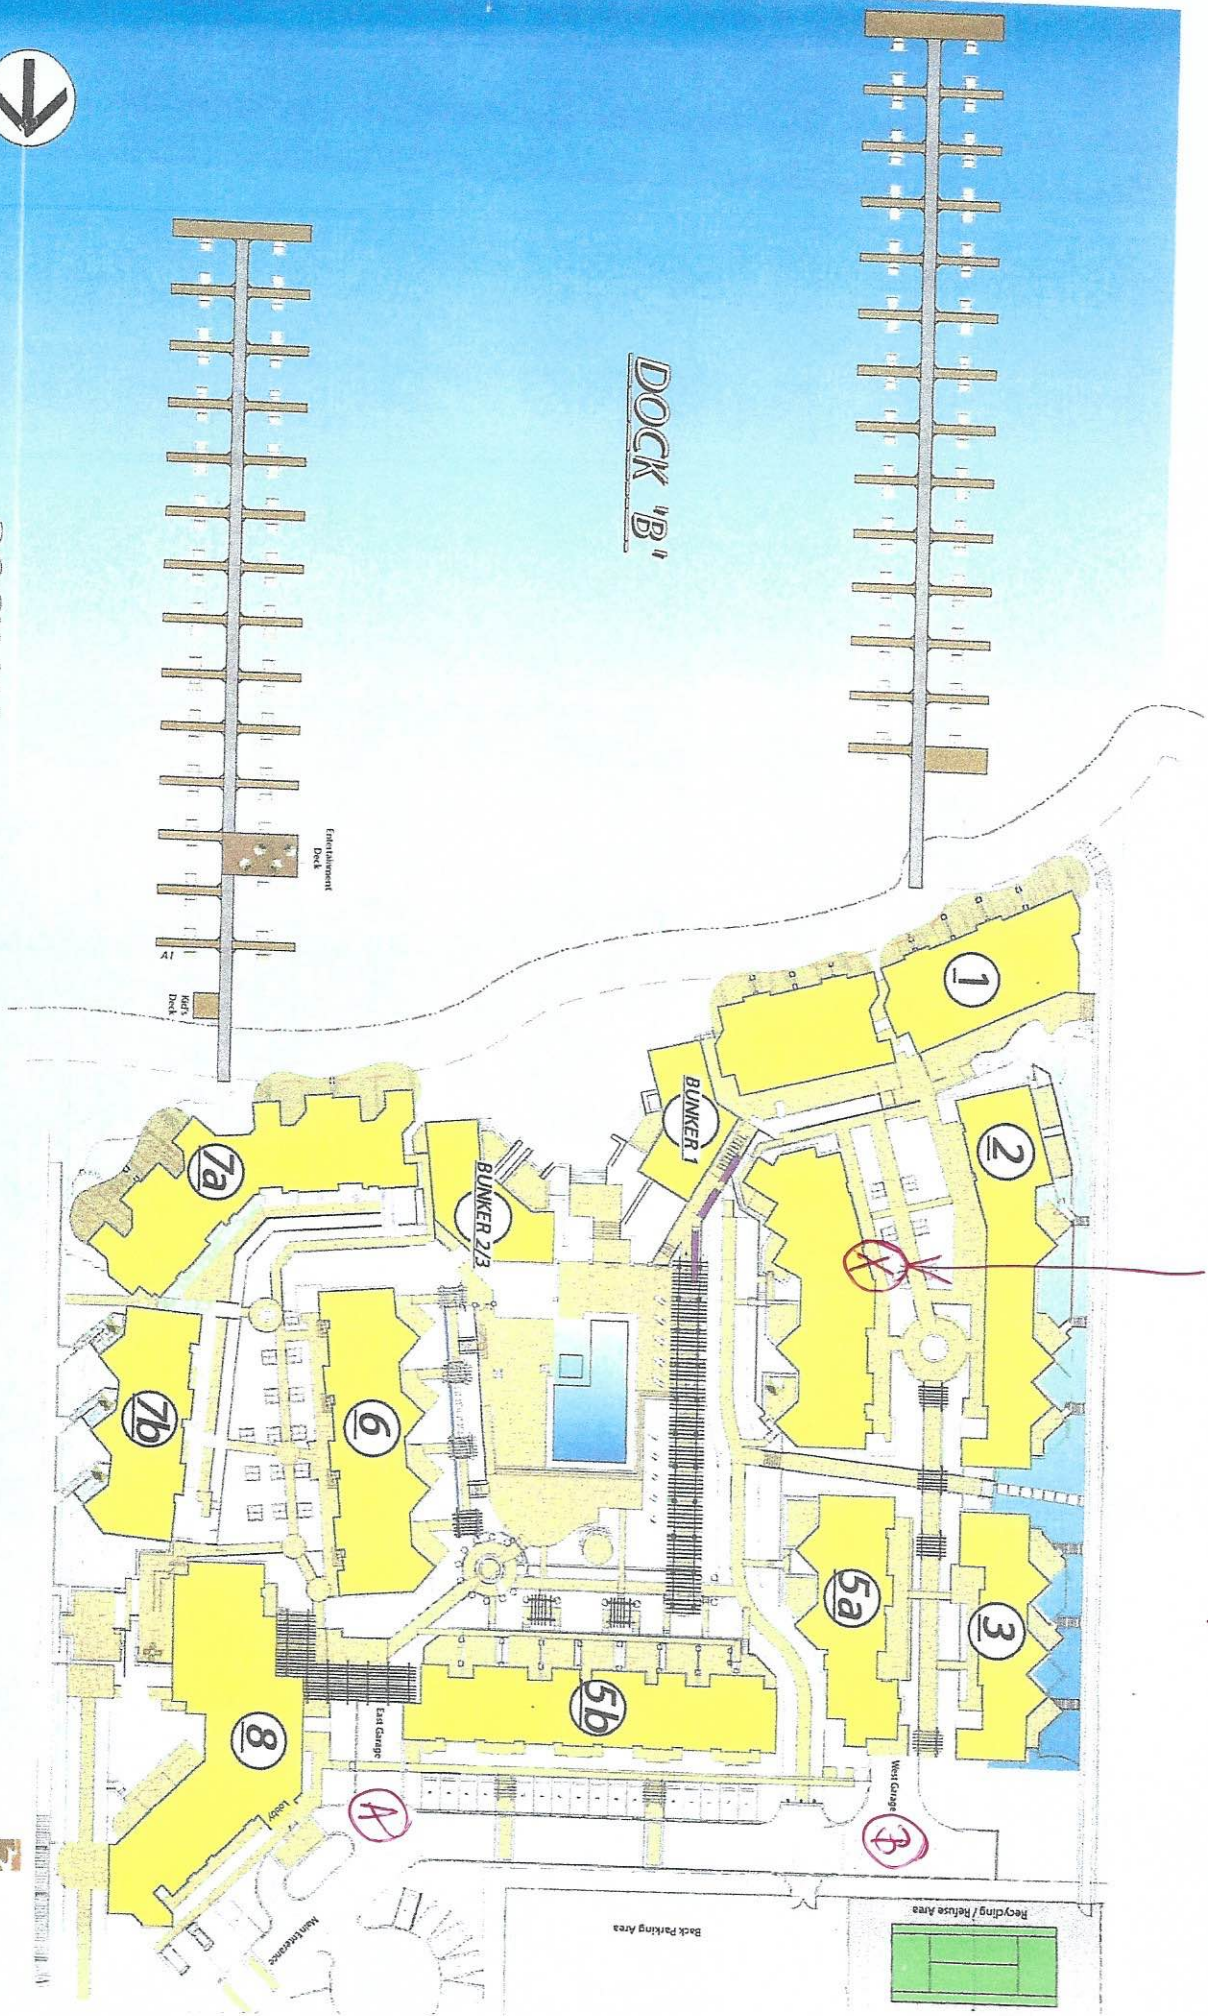 DOCK "B"
Entertainment
Deck
A1
Kid's
Deck
1
BUNKER 1
2
7a
BUNKER 2/3
X
7b
6
5a
3
5b
8
East Garage
West Garage
Lobby
A
B
Main Entrance
Back Parking Area
Recycling / Refuse Area